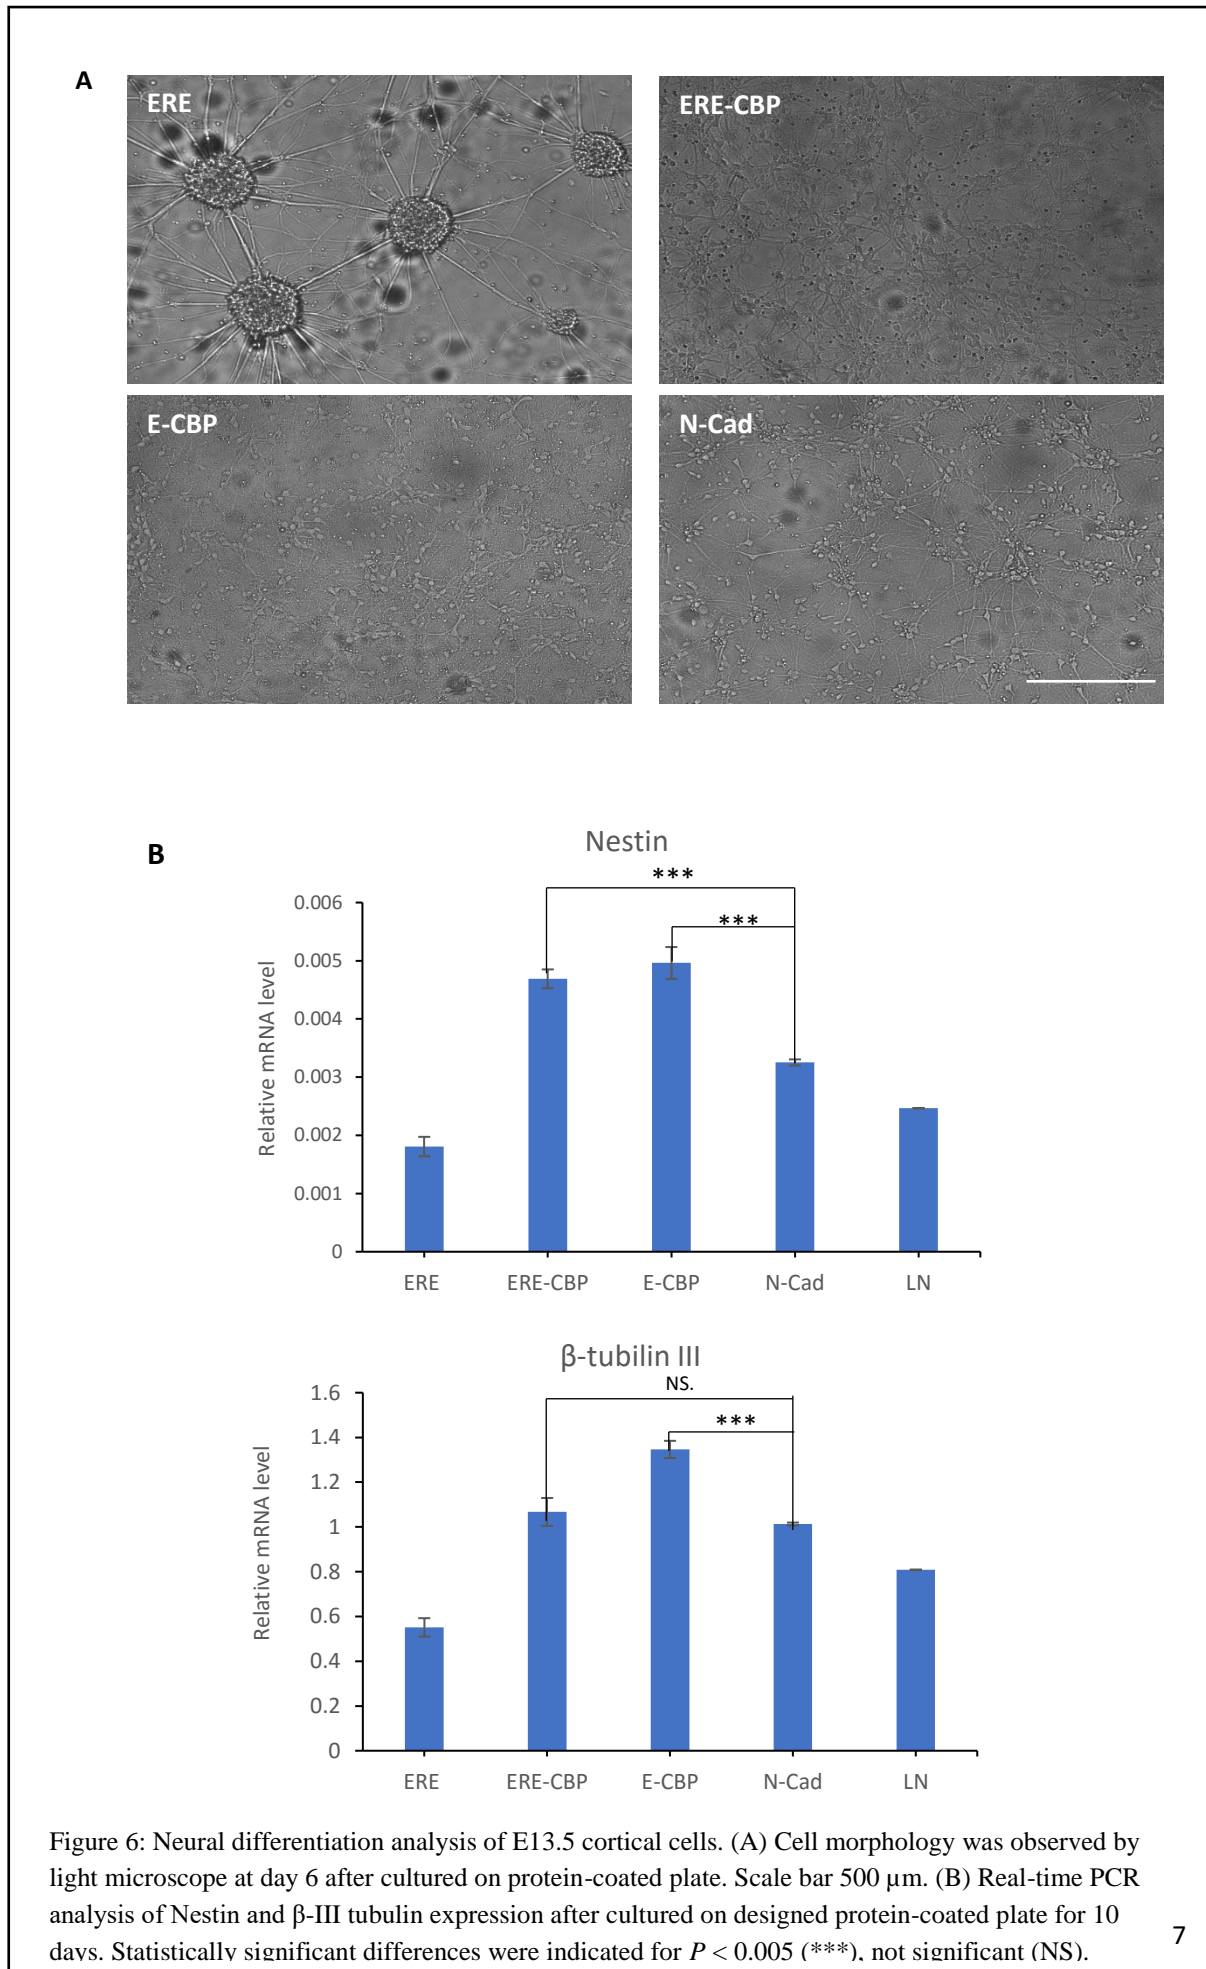 A
ERE
ERE-CBP
E-CBP
N-Cad
B
Nestin
***
***
0.006
0.005
0.004
0.003
0.002
0.001
0
Relative mRNA level
ERE ERE-CBP E-CBP N-Cad LN
β-tubilin III
NS.
***
1.6
1.4
1.2
1
0.8
0.6
0.4
0.2
0
Relative mRNA level
ERE ERE-CBP E-CBP N-Cad LN
Figure 6: Neural differentiation analysis of E13.5 cortical cells. (A) Cell morphology was observed by
light microscope at day 6 after cultured on protein-coated plate. Scale bar 500 µm. (B) Real-time PCR
analysis of Nestin and β-III tubulin expression after cultured on designed protein-coated plate for 10
days. Statistically significant differences were indicated for P < 0.005 (***), not significant (NS).
7